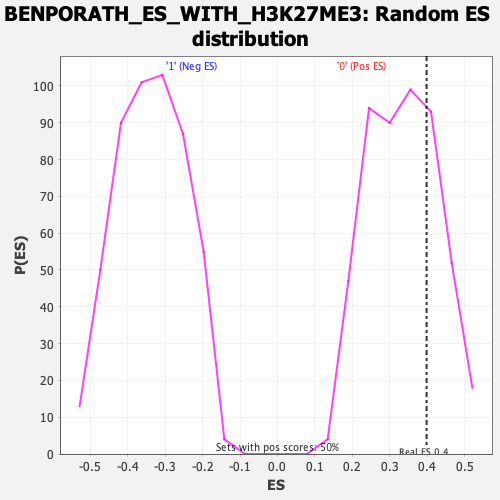 BENPORATH_ES_WITH_H3K27ME3: Random ES
distribution
'1' (Neg ES)
'0' (Pos ES)
100
90
80
70
60
50
40
30
20
10
0
P(ES)
Sets with pos scores: 50%
Real ES 0.4
-0.5 -0.4 -0.3 -0.2 -0.1 0.0 0.1 0.2 0.3 0.4 0.5
ES